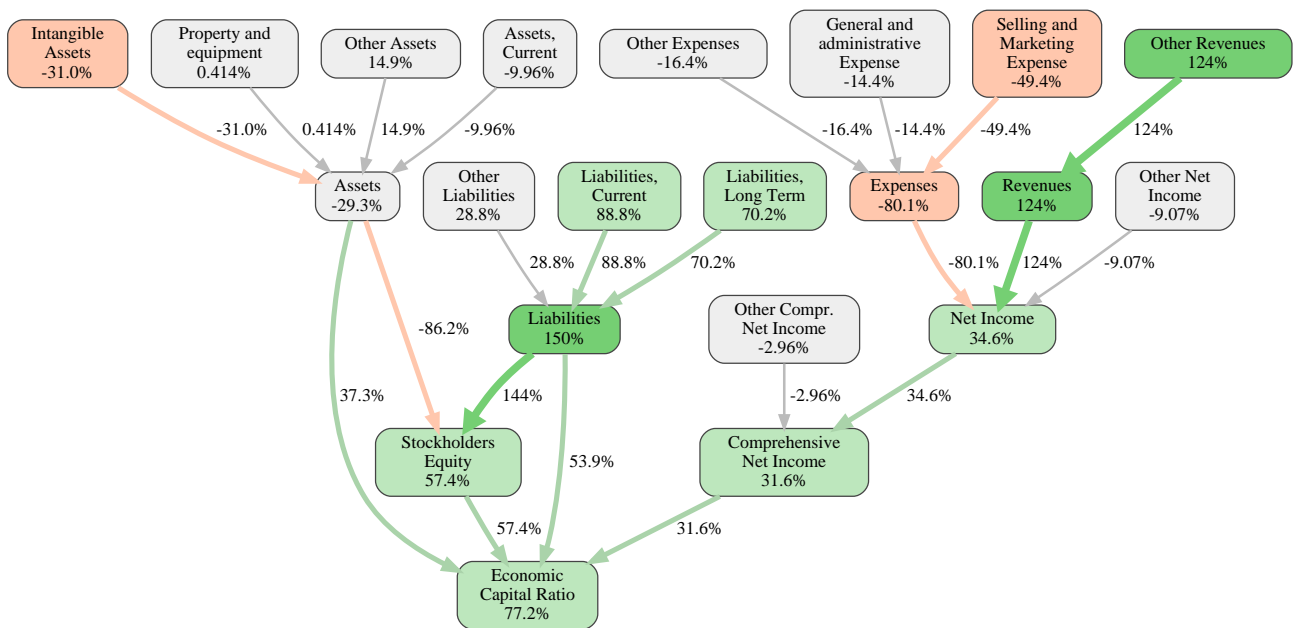 Intangible
Assets
-31.0%
Property and
equipment
0.414%
Other Assets
14.9%
Assets,
Current
-9.96%
Other Expenses
-16.4%
General and
administrative
Expense
-14.4%
Selling and
Marketing
Expense
-49.4%
Other Revenues
124%
-31.0%
0.414%
14.9%
-9.96%
-16.4%
-14.4%
-49.4%
124%
Assets
-29.3%
Other
Liabilities
28.8%
Liabilities,
Current
88.8%
Liabilities,
Long Term
70.2%
Expenses
-80.1%
Revenues
124%
Other Net
Income
-9.07%
28.8%
88.8%
70.2%
-80.1%
124%
-9.07%
-86.2%
Liabilities
150%
Other Compr.
Net Income
-2.96%
Net Income
34.6%
37.3%
144%
-2.96%
34.6%
Stockholders
Equity
57.4%
53.9%
Comprehensive
Net Income
31.6%
57.4%
31.6%
Economic
Capital Ratio
77.2%